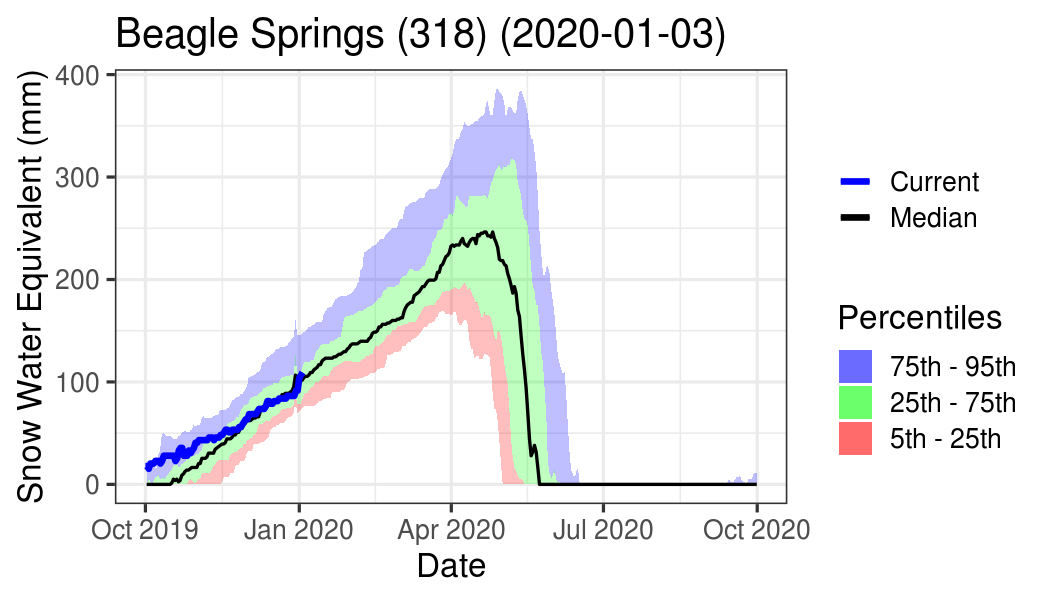 Beagle Springs (318) (2020-01-03)
Snow Water Equivalent (mm)
400
300
200
100
0
Oct 2019
Jan 2020
Apr 2020
Jul 2020
Oct 2020
Date
Current
Median
Percentiles
75th - 95th
25th - 75th
5th - 25th